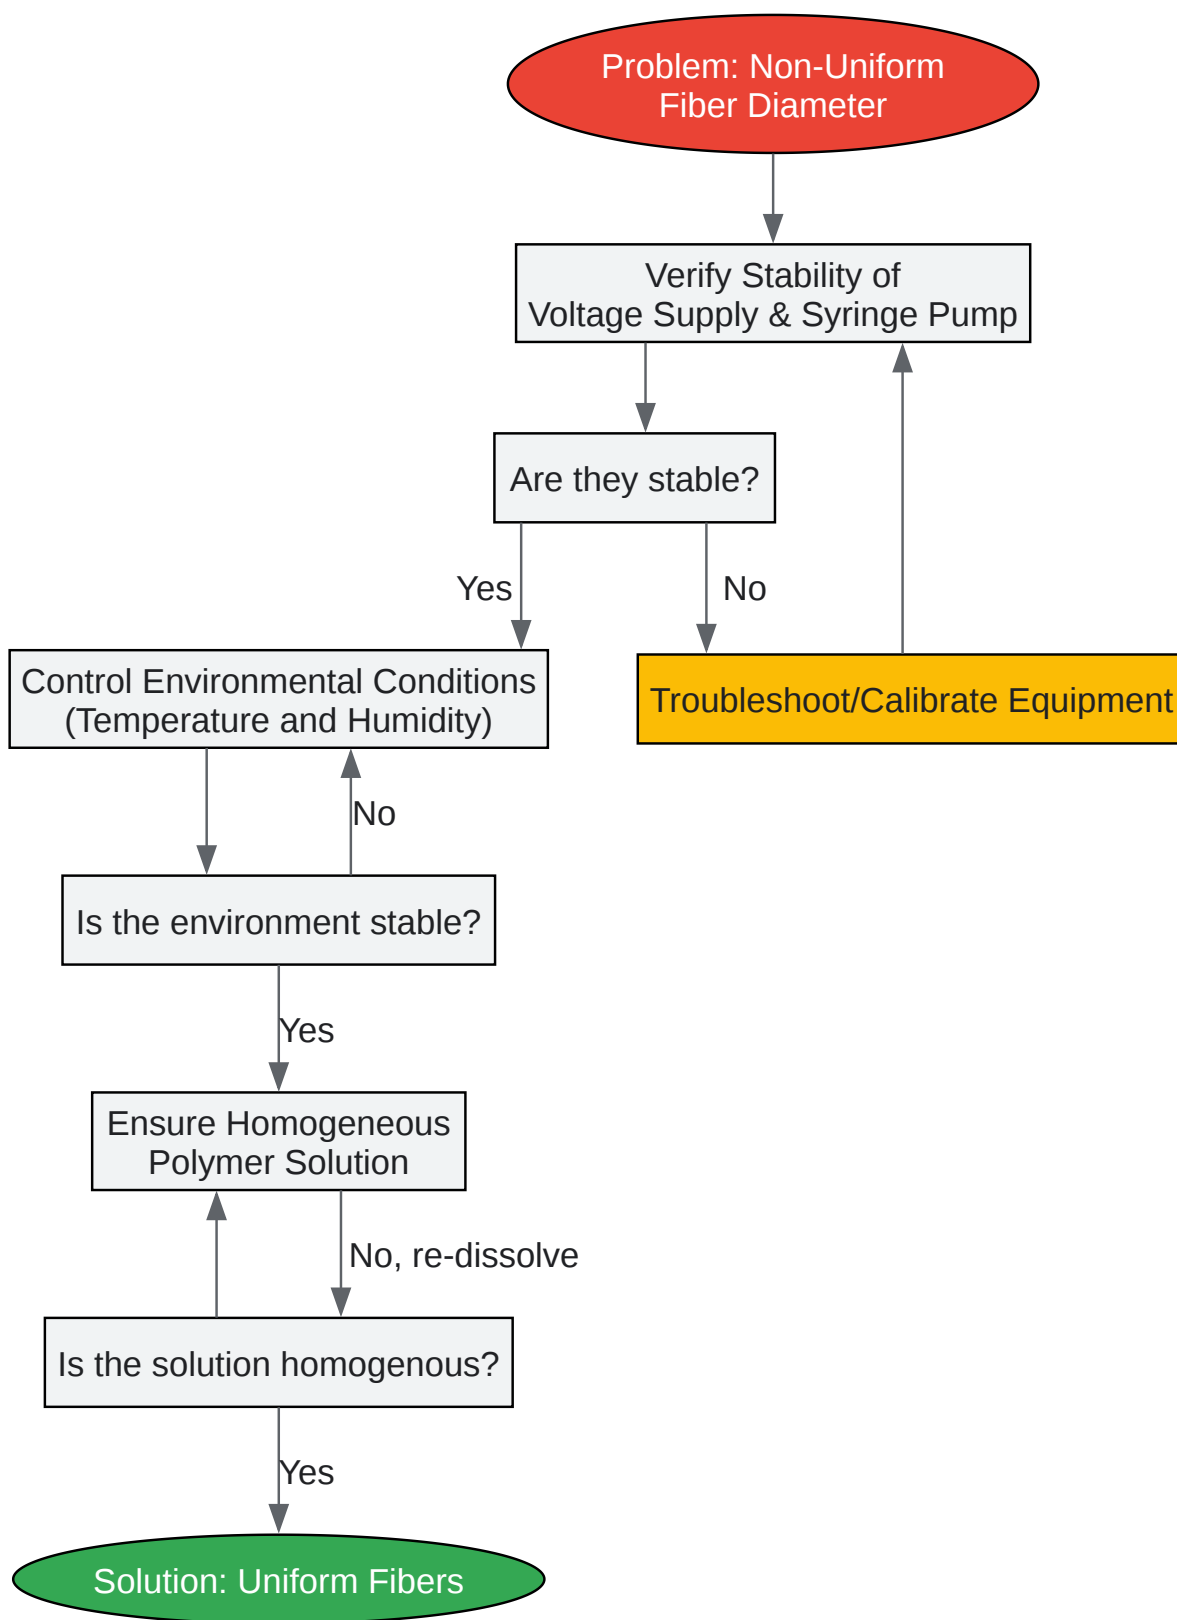 Problem: Non-Uniform
Fiber Diameter
Verify Stability of
Voltage Supply & Syringe Pump
Are they stable?
Yes
No
Control Environmental Conditions
(Temperature and Humidity)
Troubleshoot/Calibrate Equipment
No
Is the environment stable?
Yes
Ensure Homogeneous
Polymer Solution
No, re-dissolve
Is the solution homogenous?
Yes
Solution: Uniform Fibers